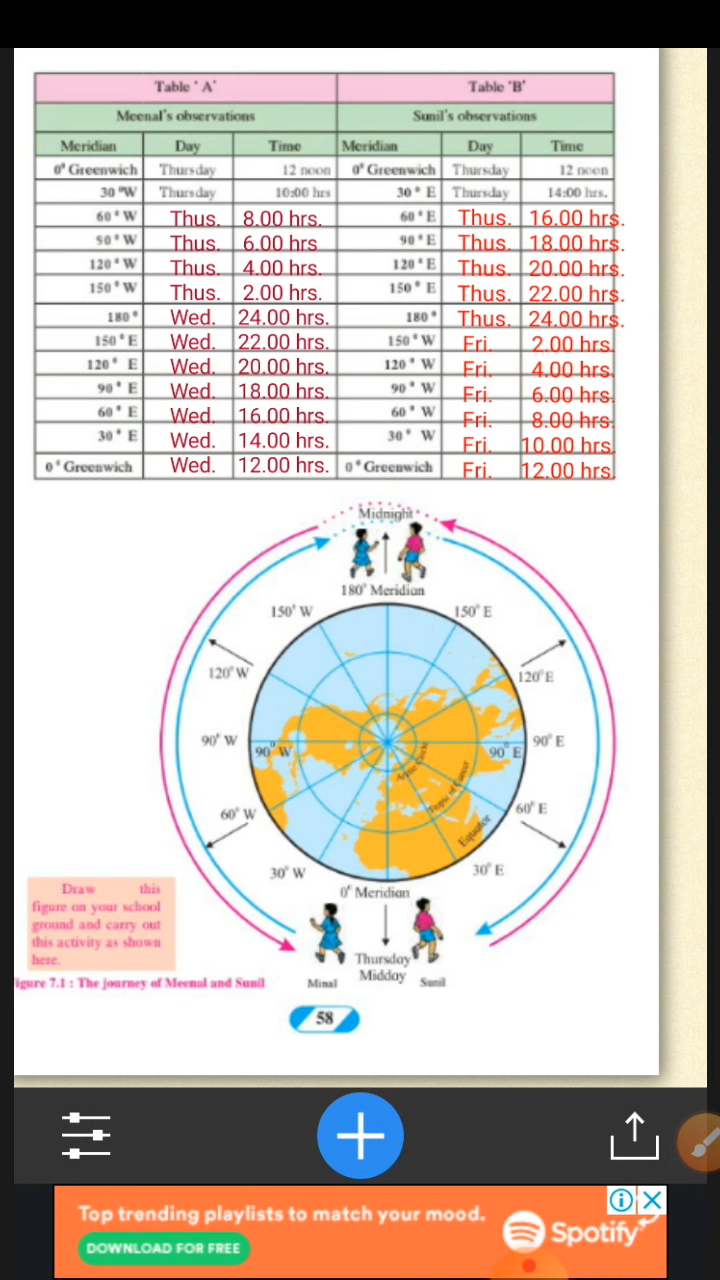 Table ' A' Table 'B'
Meenal's observations Sunil's observations
Meridian Day Time Meridian Day Time
0° Greenwich Thursday 12 noon 0° Greenwich Thursday 12 noon
30 °W Thursday 10:00 hrs 30 ° E Thursday 14:00 hrs.
60 ° W Thus. 8.00 hrs. 60 ° E Thus. 16.00 hrs.
90 ° W Thus. 6.00 hrs 90 ° E Thus. 18.00 hrs.
120 ° W Thus. 4.00 hrs 120 ° E Thus. 20.00 hrs.
150 ° W Thus. 2.00 hrs. 150 ° E Thus. 22.00 hrs.
180 ° Wed. 24.00 hrs. 180 ° Thus. 24.00 hrs.
150 ° E Wed. 22.00 hrs. 150 ° W Fri. 2.00 hrs.
120 ° E Wed. 20.00 hrs. 120 ° W Fri. 4.00 hrs.
90 ° E Wed. 18.00 hrs. 90 ° W Fri. 6.00 hrs.
60 ° E Wed. 16.00 hrs. 60 ° W Fri. 8.00 hrs.
30 ° E Wed. 14.00 hrs. 30 ° W Fri. 10.00 hrs.
0 ° Greenwich Wed. 12.00 hrs. 0 ° Greenwich Fri. 12.00 hrs.
Midnight
180° Meridian
150° W 150° E
120° W 120° E
90° W 90° W 90° E 90° E
Arctic Circle
Tropic of Cancer
Equator
60° W 60° E
30° W 30° E
0° Meridian
Draw this
figure on your school
ground and carry out
this activity as shown
here.
Thursday
Midday
Minal Sunil
igure 7.1 : The journey of Meenal and Sunil
58
Top trending playlists to match your mood.
DOWNLOAD FOR FREE
Spotify